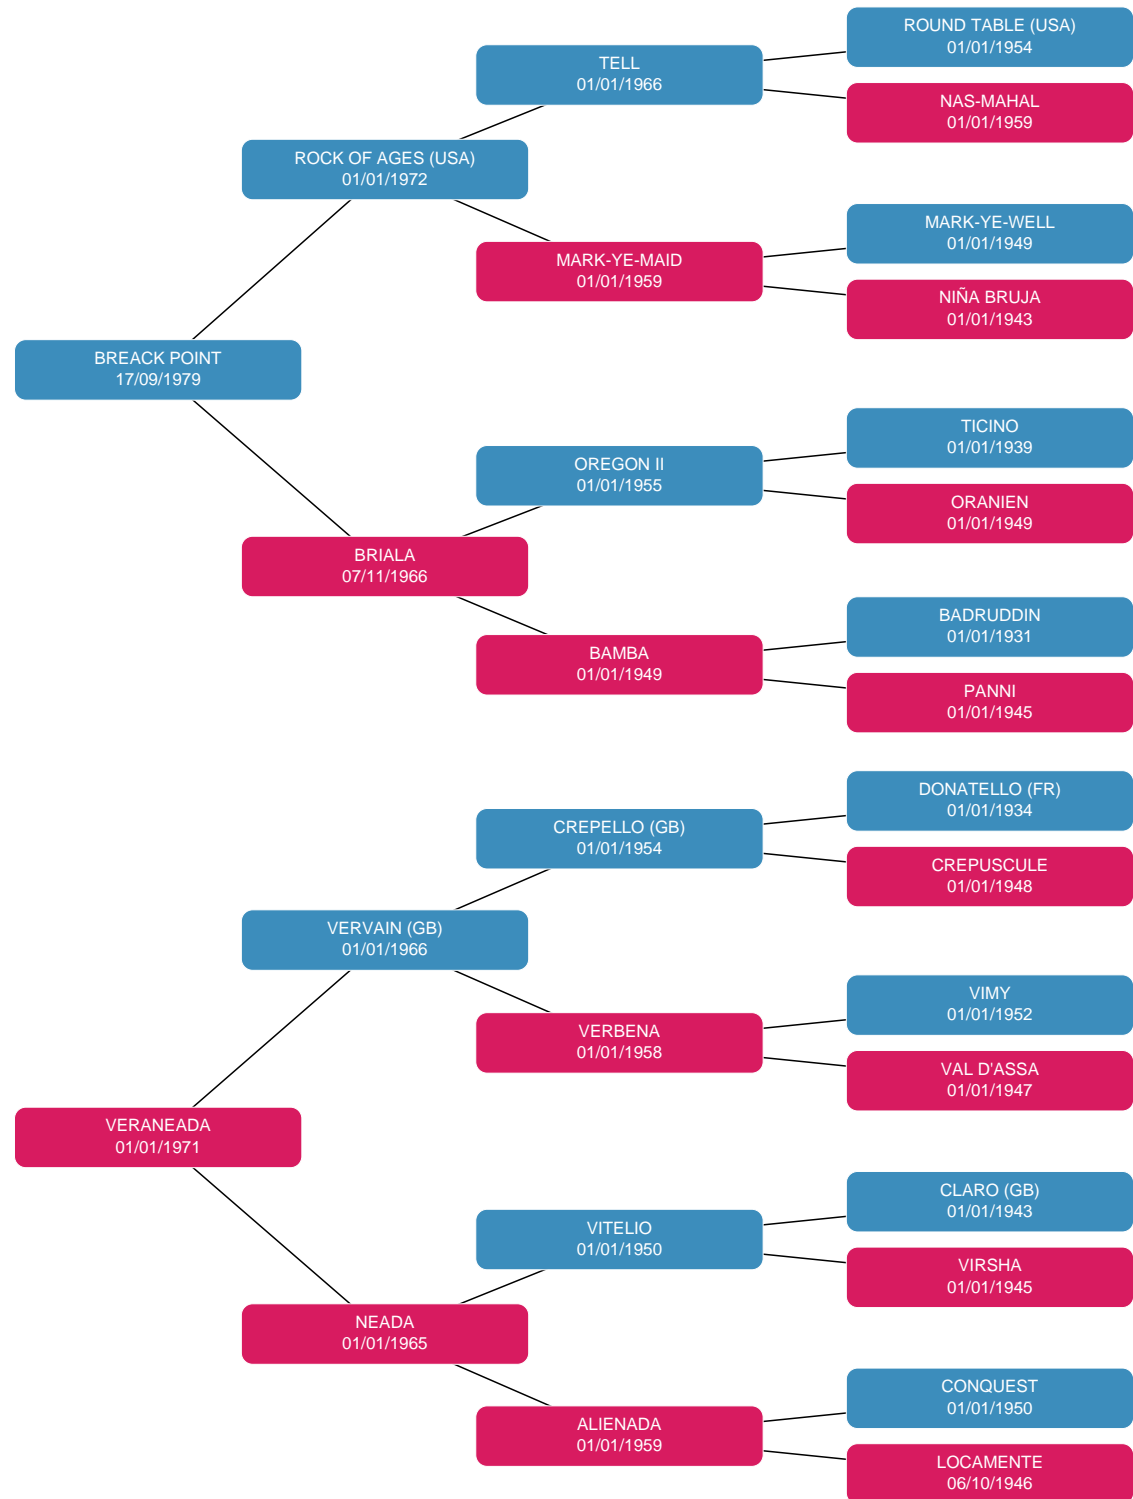 ROUND TABLE (USA)
01/01/1954
TELL
01/01/1966
NAS-MAHAL
01/01/1959
ROCK OF AGES (USA)
01/01/1972
MARK-YE-WELL
01/01/1949
MARK-YE-MAID
01/01/1959
NIÑA BRUJA
01/01/1943
BREACK POINT
17/09/1979
TICINO
01/01/1939
OREGON II
01/01/1955
ORANIEN
01/01/1949
BRIALA
07/11/1966
BADRUDDIN
01/01/1931
BAMBA
01/01/1949
PANNI
01/01/1945
DONATELLO (FR)
01/01/1934
CREPELLO (GB)
01/01/1954
CREPUSCULE
01/01/1948
VERVAIN (GB)
01/01/1966
VIMY
01/01/1952
VERBENA
01/01/1958
VAL D'ASSA
01/01/1947
VERANEADA
01/01/1971
CLARO (GB)
01/01/1943
VITELIO
01/01/1950
VIRSHA
01/01/1945
NEADA
01/01/1965
CONQUEST
01/01/1950
ALIENADA
01/01/1959
LOCAMENTE
06/10/1946